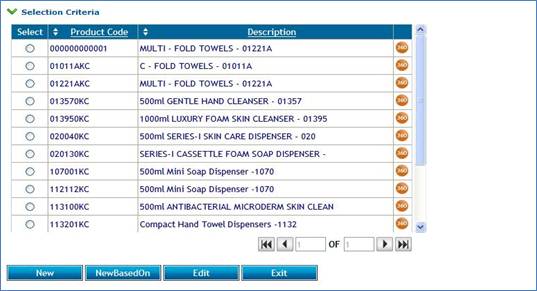 Selection Criteria
Select Product Code Description
000000000001 MULTI - FOLD TOWELS - 01221A 360
01011AKC C - FOLD TOWELS - 01011A 360
01221AKC MULTI - FOLD TOWELS - 01221A 360
013570KC 500ml GENTLE HAND CLEANSER - 01357 360
013950KC 1000ml LUXURY FOAM SKIN CLEANSER - 01395 360
020040KC 500ml SERIES-I SKIN CARE DISPENSER - 020 360
020130KC SERIES-I CASSETTLE FOAM SOAP DISPENSER - 360
107001KC 500ml Mini Soap Dispenser -1070 360
112112KC 500ml Mini Soap Dispenser -1070 360
113100KC 500ml ANTIBACTERIAL MICRODERM SKIN CLEAN 360
113201KC Compact Hand Towel Dispensers -1132 360
1 OF 1
New NewBasedOn Edit Exit